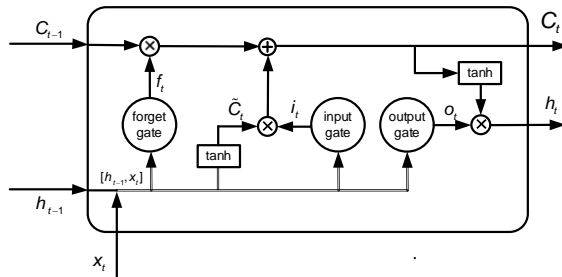 C_{t-1}
C_t
tanh
f_t
forget gate
C̃_t
i_t
input gate
output gate
o_t
h_t
tanh
[h_{t-1}, x_t]
h_{t-1}
x_t